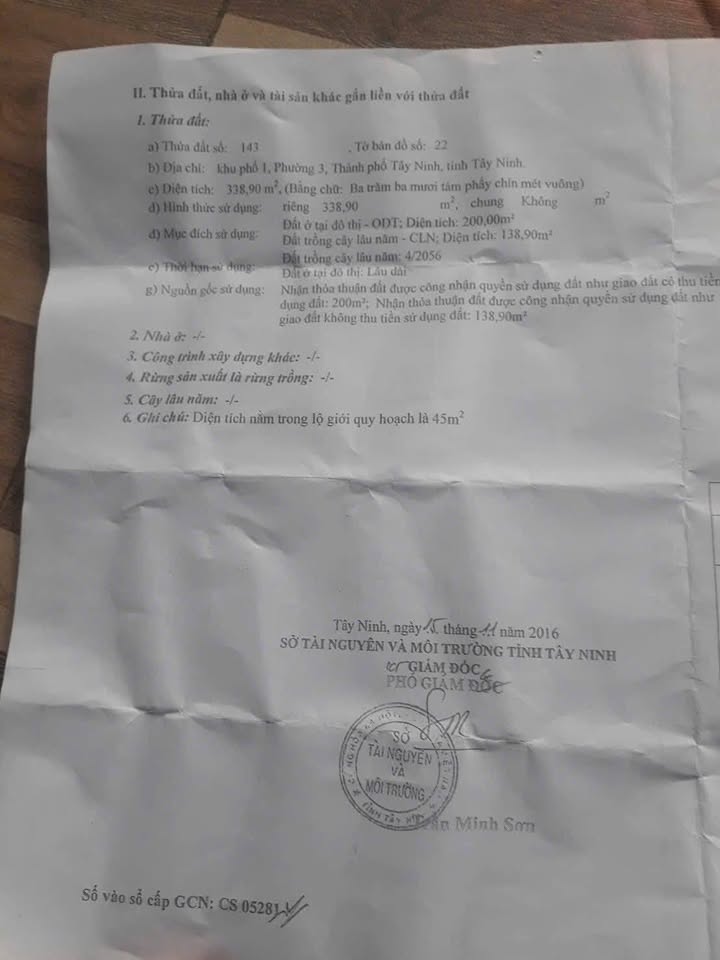 II. Thửa đất, nhà ở và tài sản khác gắn liền với thửa đất
1. Thửa đất:
a) Thửa đất số: 143 , Tờ bản đồ số: 22
b) Địa chỉ: khu phố 1, Phường 3, Thành phố Tây Ninh, tỉnh Tây Ninh.
c) Diện tích: 338,90 m², (Bằng chữ: Ba trăm ba mươi tám phẩy chín mét vuông)
d) Hình thức sử dụng: riêng 338,90 m², chung Không m²
đ) Mục đích sử dụng: Đất ở tại đô thị - ODT; Diện tích: 200,00m²
Đất trồng cây lâu năm - CLN; Diện tích: 138,90m²
e) Thời hạn sử dụng: Đất trồng cây lâu năm: 4/2056
Đất ở tại đô thị: Lâu dài
g) Nguồn gốc sử dụng: Nhận thỏa thuận đất được công nhận quyền sử dụng đất như giao đất có thu tiền
dụng đất: 200m²; Nhận thỏa thuận đất được công nhận quyền sử dụng đất như
giao đất không thu tiền sử dụng đất: 138,90m²
2. Nhà ở: -/-
3. Công trình xây dựng khác: -/-
4. Rừng sản xuất là rừng trồng: -/-
5. Cây lâu năm: -/-
6. Ghi chú: Diện tích nằm trong lộ giới quy hoạch là 45m²
Tây Ninh, ngày 15 tháng 11 năm 2016
SỞ TÀI NGUYÊN VÀ MÔI TRƯỜNG TỈNH TÂY NINH
GIÁM ĐỐC
PHÓ GIÁM ĐỐC
SỞ
TÀI NGUYÊN
VÀ
MÔI TRƯỜNG
TỈNH TÂY NINH
Minh Sơn
Số vào sổ cấp GCN: CS 05281